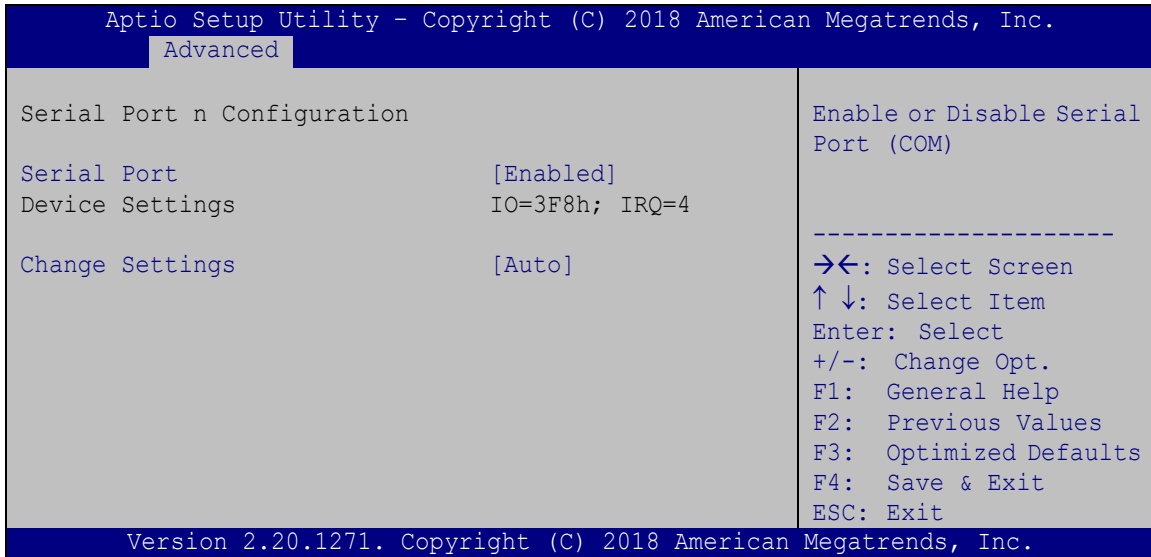 Aptio Setup Utility – Copyright (C) 2018 American Megatrends, Inc.
Advanced
Serial Port n Configuration
Serial Port [Enabled]
Device Settings IO=3F8h; IRQ=4
Change Settings [Auto]
Enable or Disable Serial
Port (COM)
---------------------
→←: Select Screen
↑ ↓: Select Item
Enter: Select
+/-: Change Opt.
F1: General Help
F2: Previous Values
F3: Optimized Defaults
F4: Save & Exit
ESC: Exit
Version 2.20.1271. Copyright (C) 2018 American Megatrends, Inc.